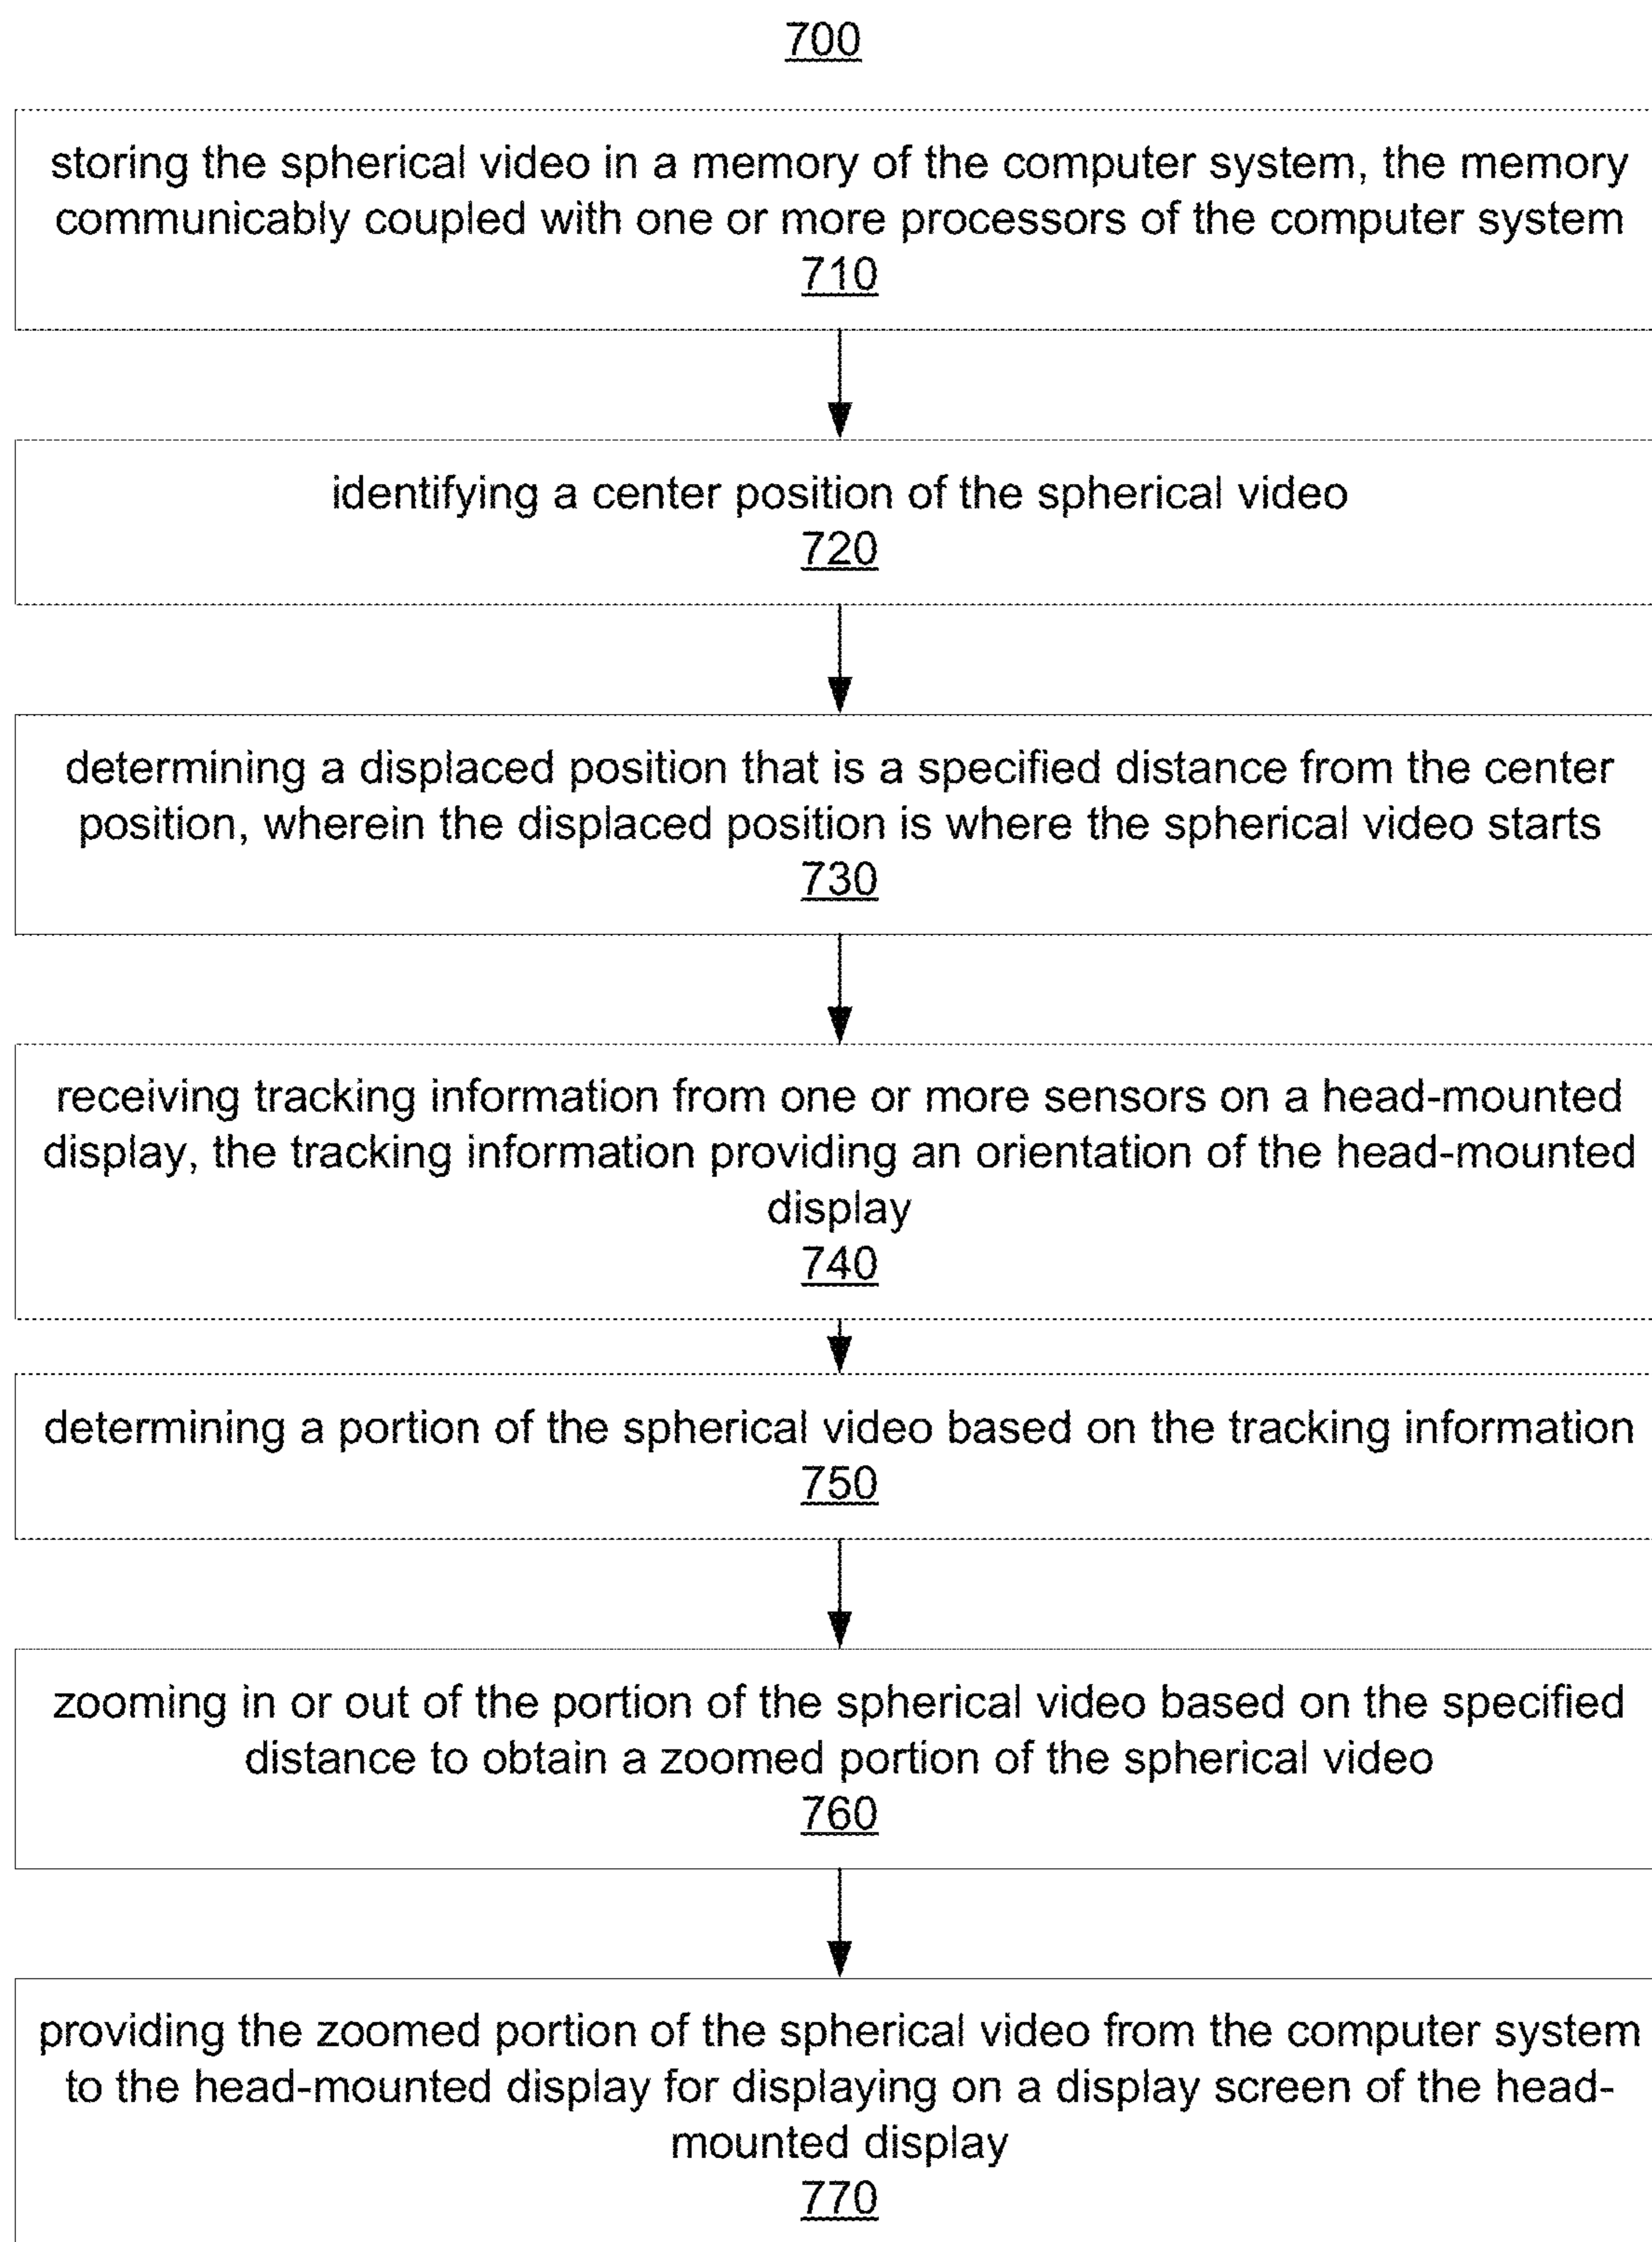 700
storing the spherical video in a memory of the computer system, the memory
communicably coupled with one or more processors of the computer system
710
identifying a center position of the spherical video
720
determining a displaced position that is a specified distance from the center
position, wherein the displaced position is where the spherical video starts
730
receiving tracking information from one or more sensors on a head-mounted
display, the tracking information providing an orientation of the head-mounted
display
740
determining a portion of the spherical video based on the tracking information
750
zooming in or out of the portion of the spherical video based on the specified
distance to obtain a zoomed portion of the spherical video
760
providing the zoomed portion of the spherical video from the computer system
to the head-mounted display for displaying on a display screen of the head-
mounted display
770